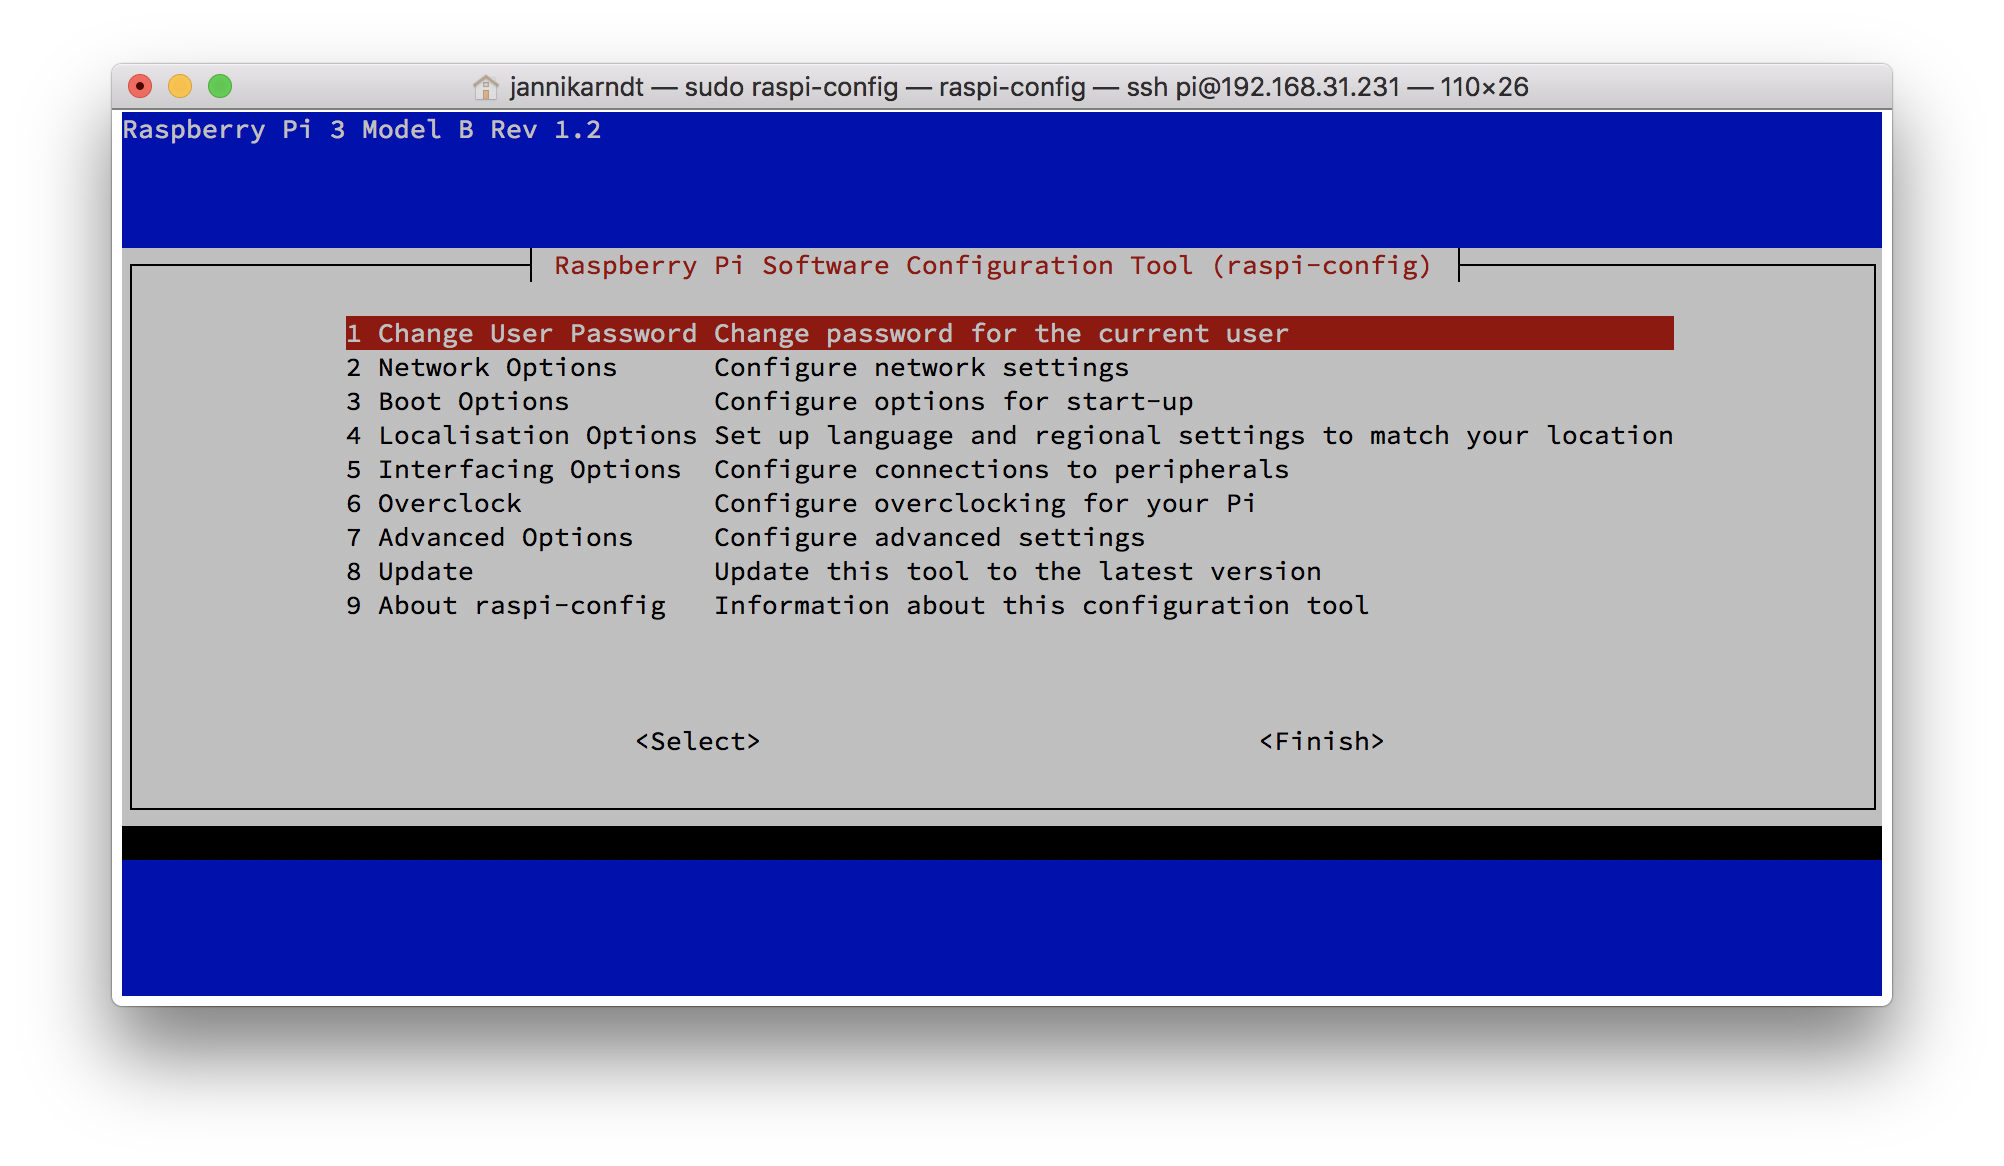 jannikarndt — sudo raspi-config — raspi-config — ssh pi@192.168.31.231 — 110×26
Raspberry Pi 3 Model B Rev 1.2
Raspberry Pi Software Configuration Tool (raspi-config)
1 Change User Password Change password for the current user
2 Network Options Configure network settings
3 Boot Options Configure options for start-up
4 Localisation Options Set up language and regional settings to match your location
5 Interfacing Options Configure connections to peripherals
6 Overclock Configure overclocking for your Pi
7 Advanced Options Configure advanced settings
8 Update Update this tool to the latest version
9 About raspi-config Information about this configuration tool
<Select> <Finish>